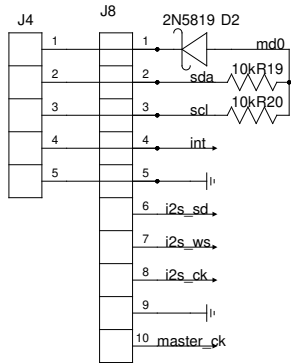 J4
J8
2N5819 D2
1
1
md0
2
2
sda
10kR19
3
3
scl
10kR20
4
4
int
5
5
6
i2s_sd
7
i2s_ws
8
i2s_ck
9
10
master_ck